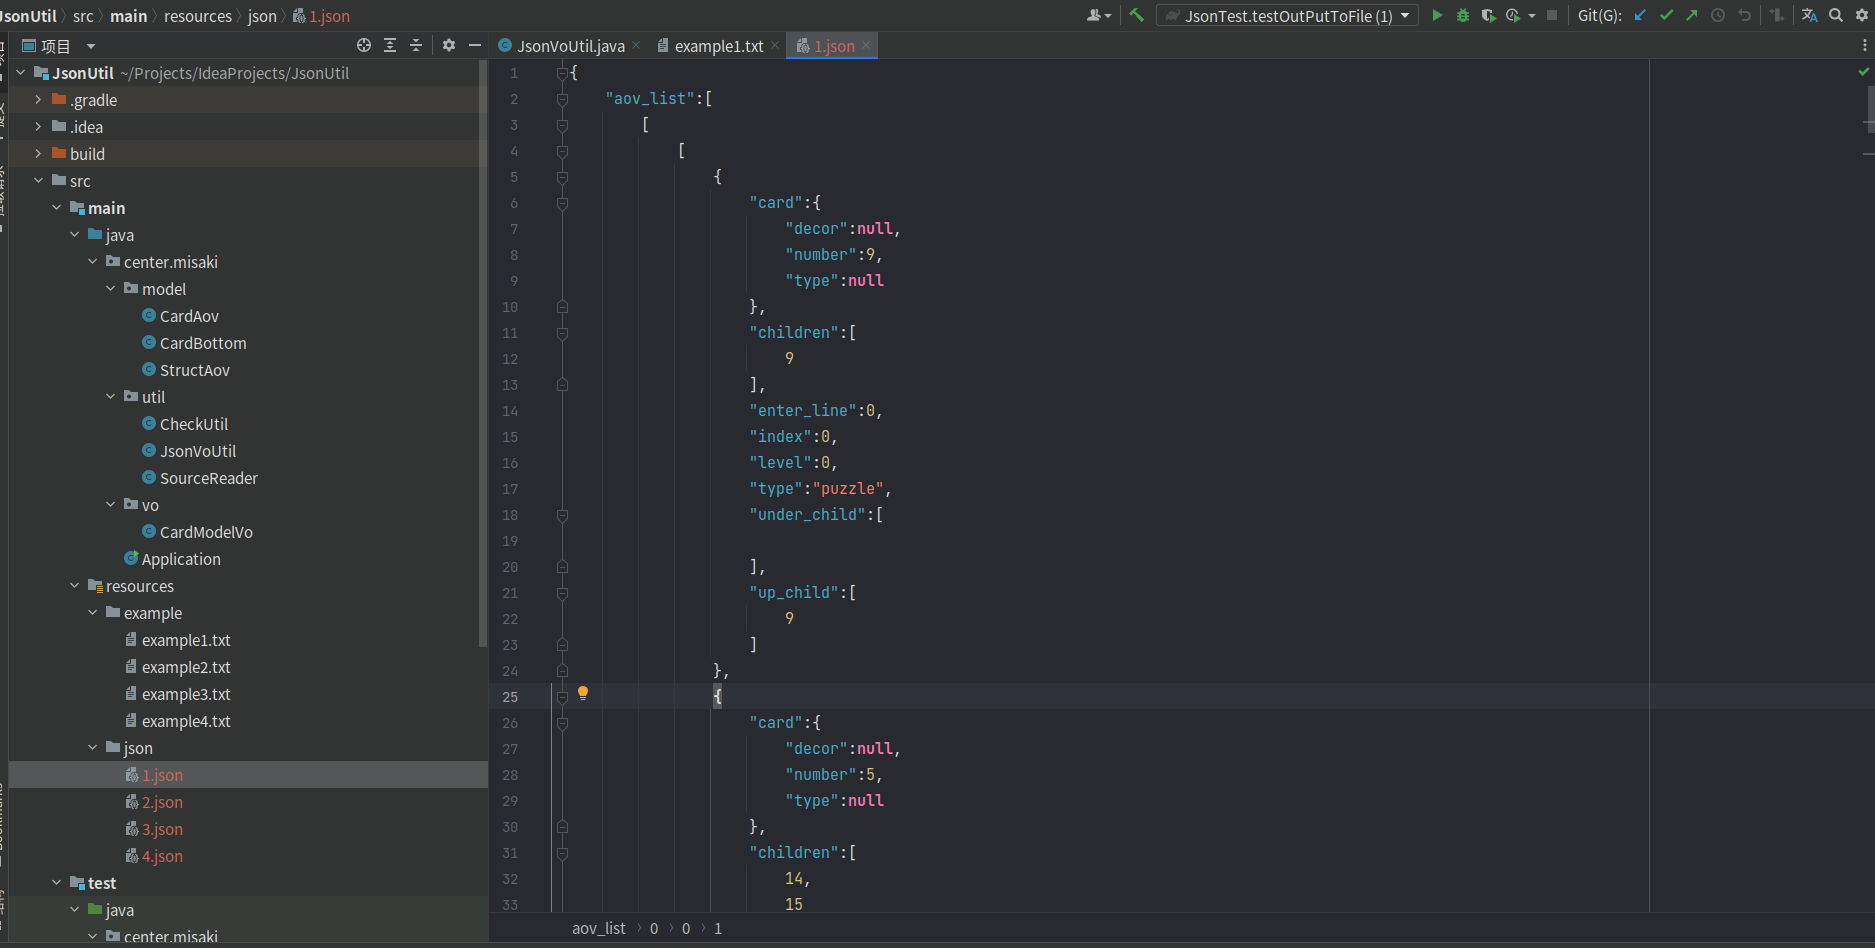 JsonUtil 〉 src 〉 main 〉 resources 〉 json 〉 1.json
JsonTest.testOutPutToFile (1)
Git(G):
项目
JsonUtil ~/Projects/IdeaProjects/JsonUtil
.gradle
.idea
build
src
main
java
center.misaki
model
CardAov
CardBottom
StructAov
util
CheckUtil
JsonVoUtil
SourceReader
vo
CardModelVo
Application
resources
example
example1.txt
example2.txt
example3.txt
example4.txt
json
1.json
2.json
3.json
4.json
test
java
center.misaki
JsonVoUtil.java
example1.txt
1.json
1 {
2 "aov_list":[
3 [
4 [
5 {
6 "card":{
7 "decor":null,
8 "number":9,
9 "type":null
10 },
11 "children":[
12 9
13 ],
14 "enter_line":0,
15 "index":0,
16 "level":0,
17 "type":"puzzle",
18 "under_child":[
19
20 ],
21 "up_child":[
22 9
23 ]
24 },
25 {
26 "card":{
27 "decor":null,
28 "number":5,
29 "type":null
30 },
31 "children":[
32 14,
33 15
aov_list 〉 0 〉 0 〉 1